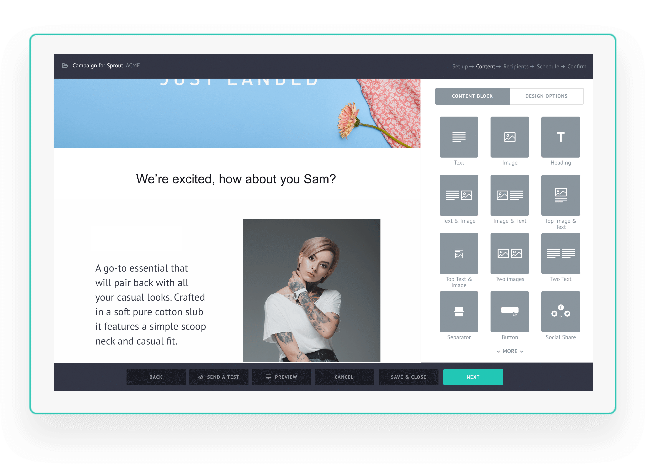 Campaign for Sprout ACME
Setup → Content → Recipients → Schedule → Confirm
JUST LANDED
CONTENT BLOCK
DESIGN OPTIONS
Text
Image
Heading
Text & Image
Image & Text
Top Image &
Text
Top Text &
Image
Two Images
Two Text
Separator
Button
Social Share
MORE
We're excited, how about you Sam?
A go-to essential that
will pair back with all
your casual looks. Crafted
in a soft pure cotton slub
it features a simple scoop
neck and casual fit.
BACK
SEND A TEST
PREVIEW
CANCEL
SAVE & CLOSE
NEXT